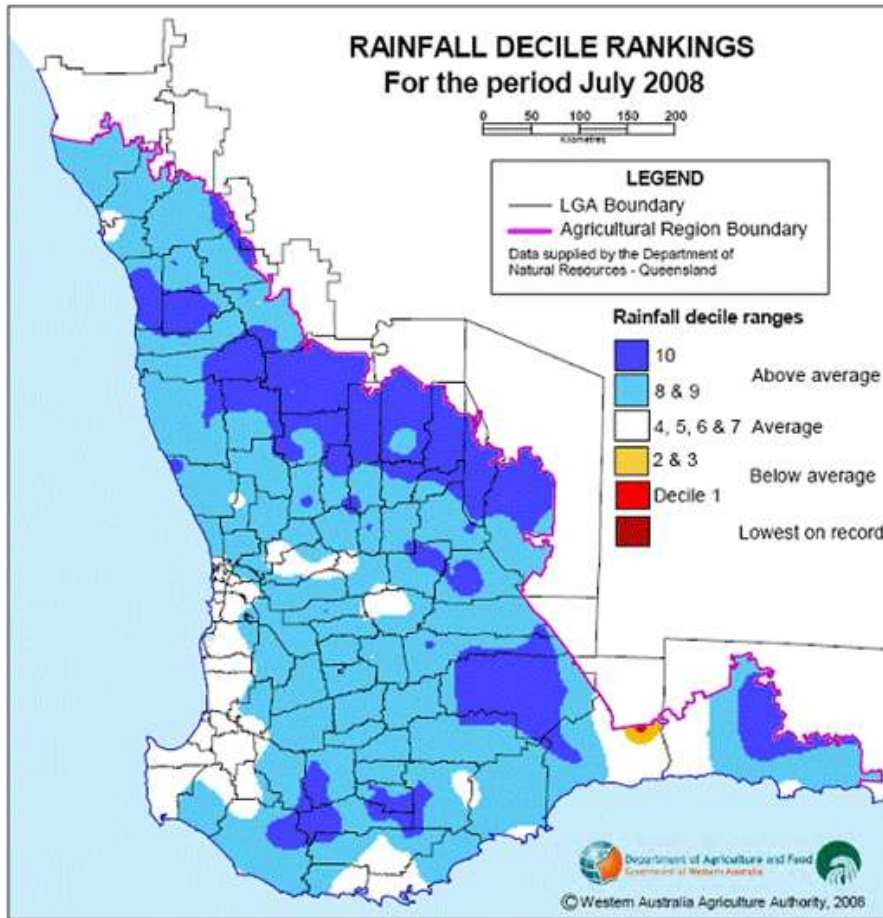 RAINFALL DECILE RANKINGS
For the period July 2008
0 50 100 150 200
Kilometres
LEGEND
LGA Boundary
Agricultural Region Boundary
Data supplied by the Department of
Natural Resources - Queensland
Rainfall decile ranges
10
Above average
8 & 9
4, 5, 6 & 7 Average
2 & 3
Below average
Decile 1
Lowest on record
Department of Agriculture and Food
Government of Western Australia
© Western Australia Agriculture Authority, 2008